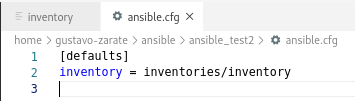 inventory ansible.cfg ×
home > gustavo-zarate > ansible > ansible_test2 > ansible.cfg
1 [defaults]
2 inventory = inventories/inventory
3